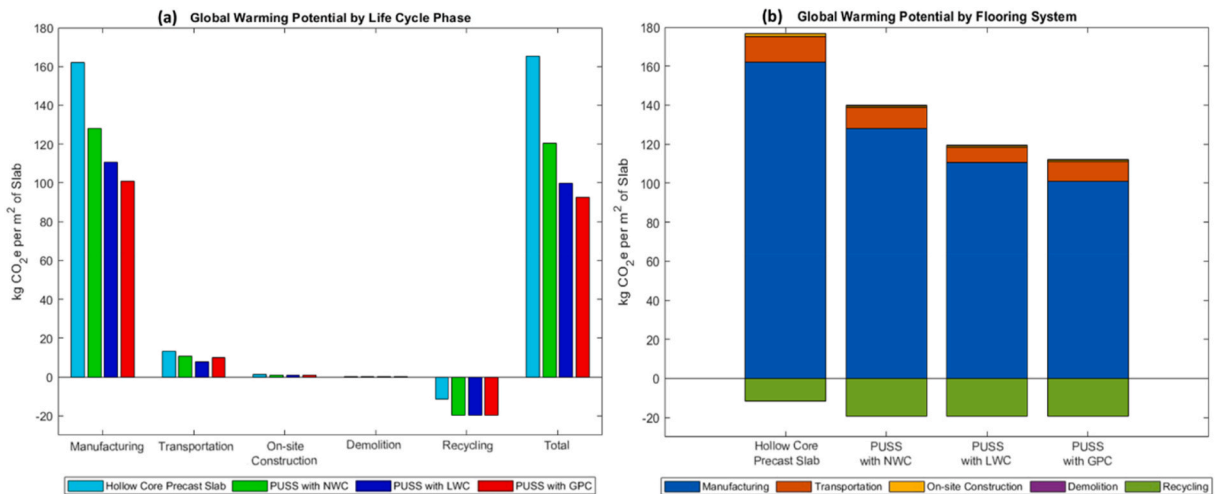 (a) Global Warming Potential by Life Cycle Phase
kg CO2e per m2 of Slab
180
160
140
120
100
80
60
40
20
0
-20
Manufacturing Transportation On-site Construction Demolition Recycling Total
Hollow Core Precast Slab PUSS with NWC PUSS with LWC PUSS with GPC
(b) Global Warming Potential by Flooring System
kg CO2e per m2 of Slab
180
160
140
120
100
80
60
40
20
0
-20
Hollow Core Precast Slab PUSS with NWC PUSS with LWC PUSS with GPC
Manufacturing Transportation On-site Construction Demolition Recycling